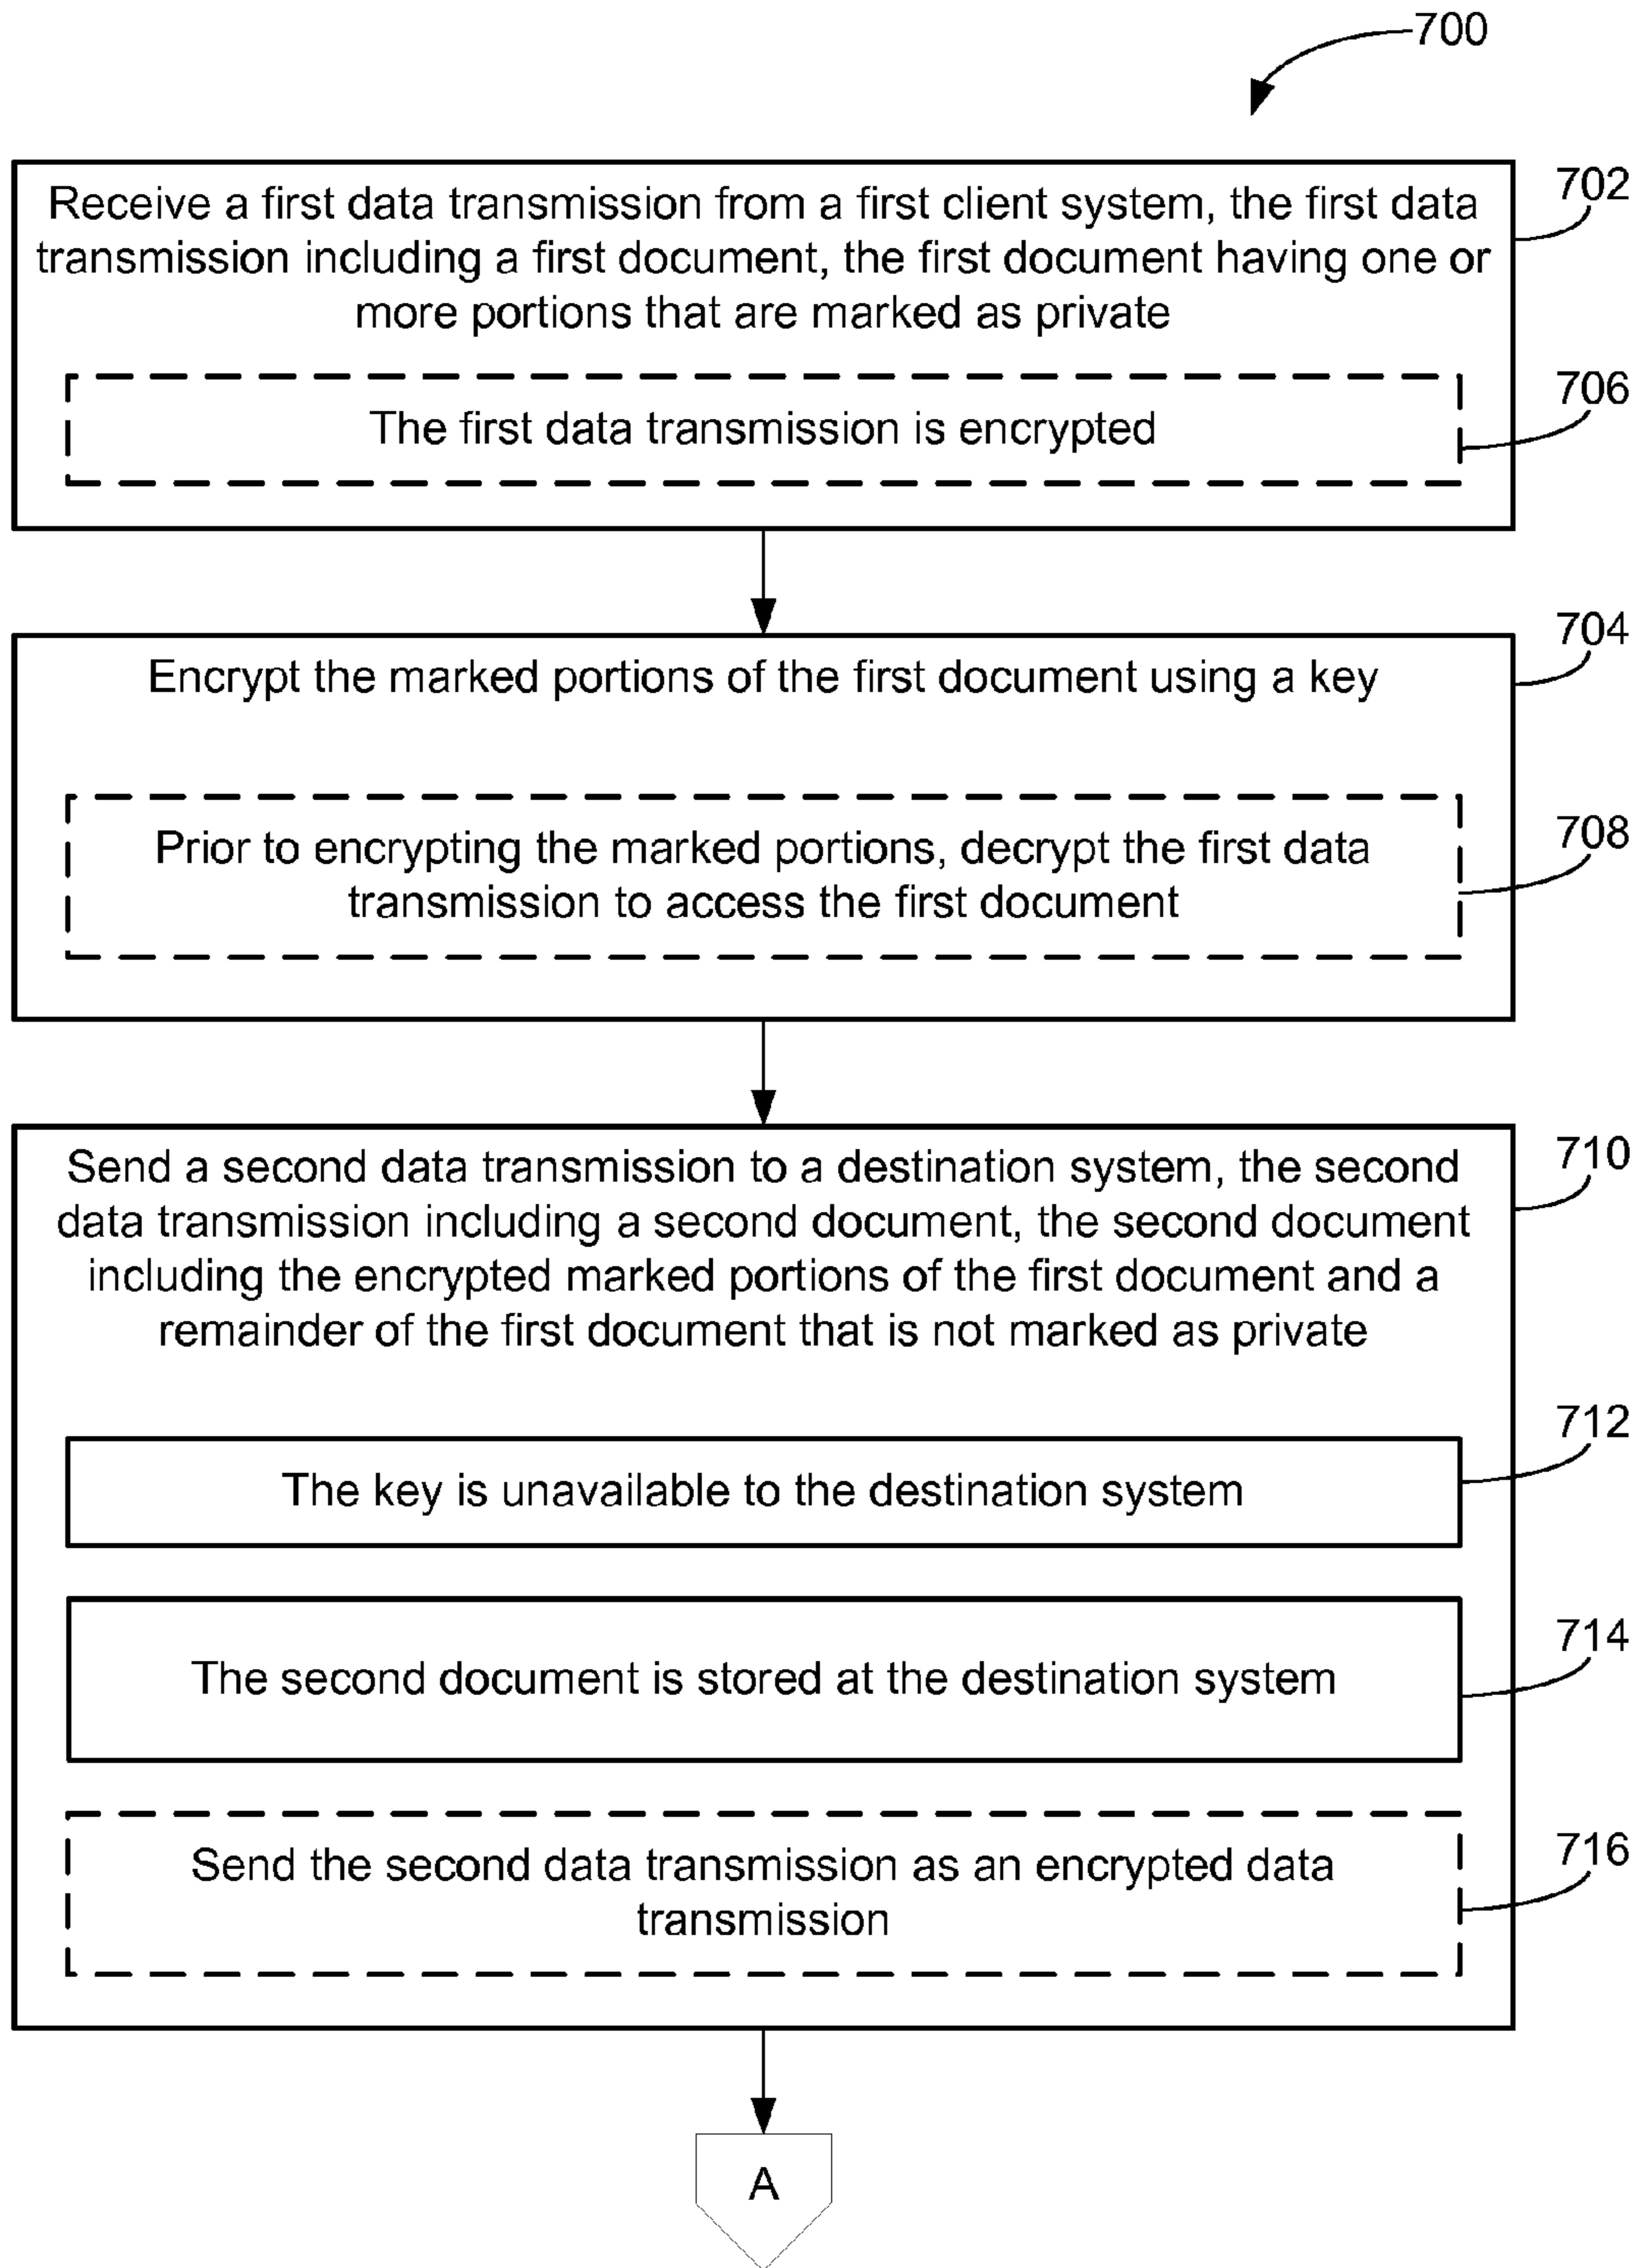 700
702
Receive a first data transmission from a first client system, the first data
transmission including a first document, the first document having one or
more portions that are marked as private
706
The first data transmission is encrypted
704
Encrypt the marked portions of the first document using a key
708
Prior to encrypting the marked portions, decrypt the first data
transmission to access the first document
710
Send a second data transmission to a destination system, the second
data transmission including a second document, the second document
including the encrypted marked portions of the first document and a
remainder of the first document that is not marked as private
712
The key is unavailable to the destination system
714
The second document is stored at the destination system
716
Send the second data transmission as an encrypted data
transmission
A